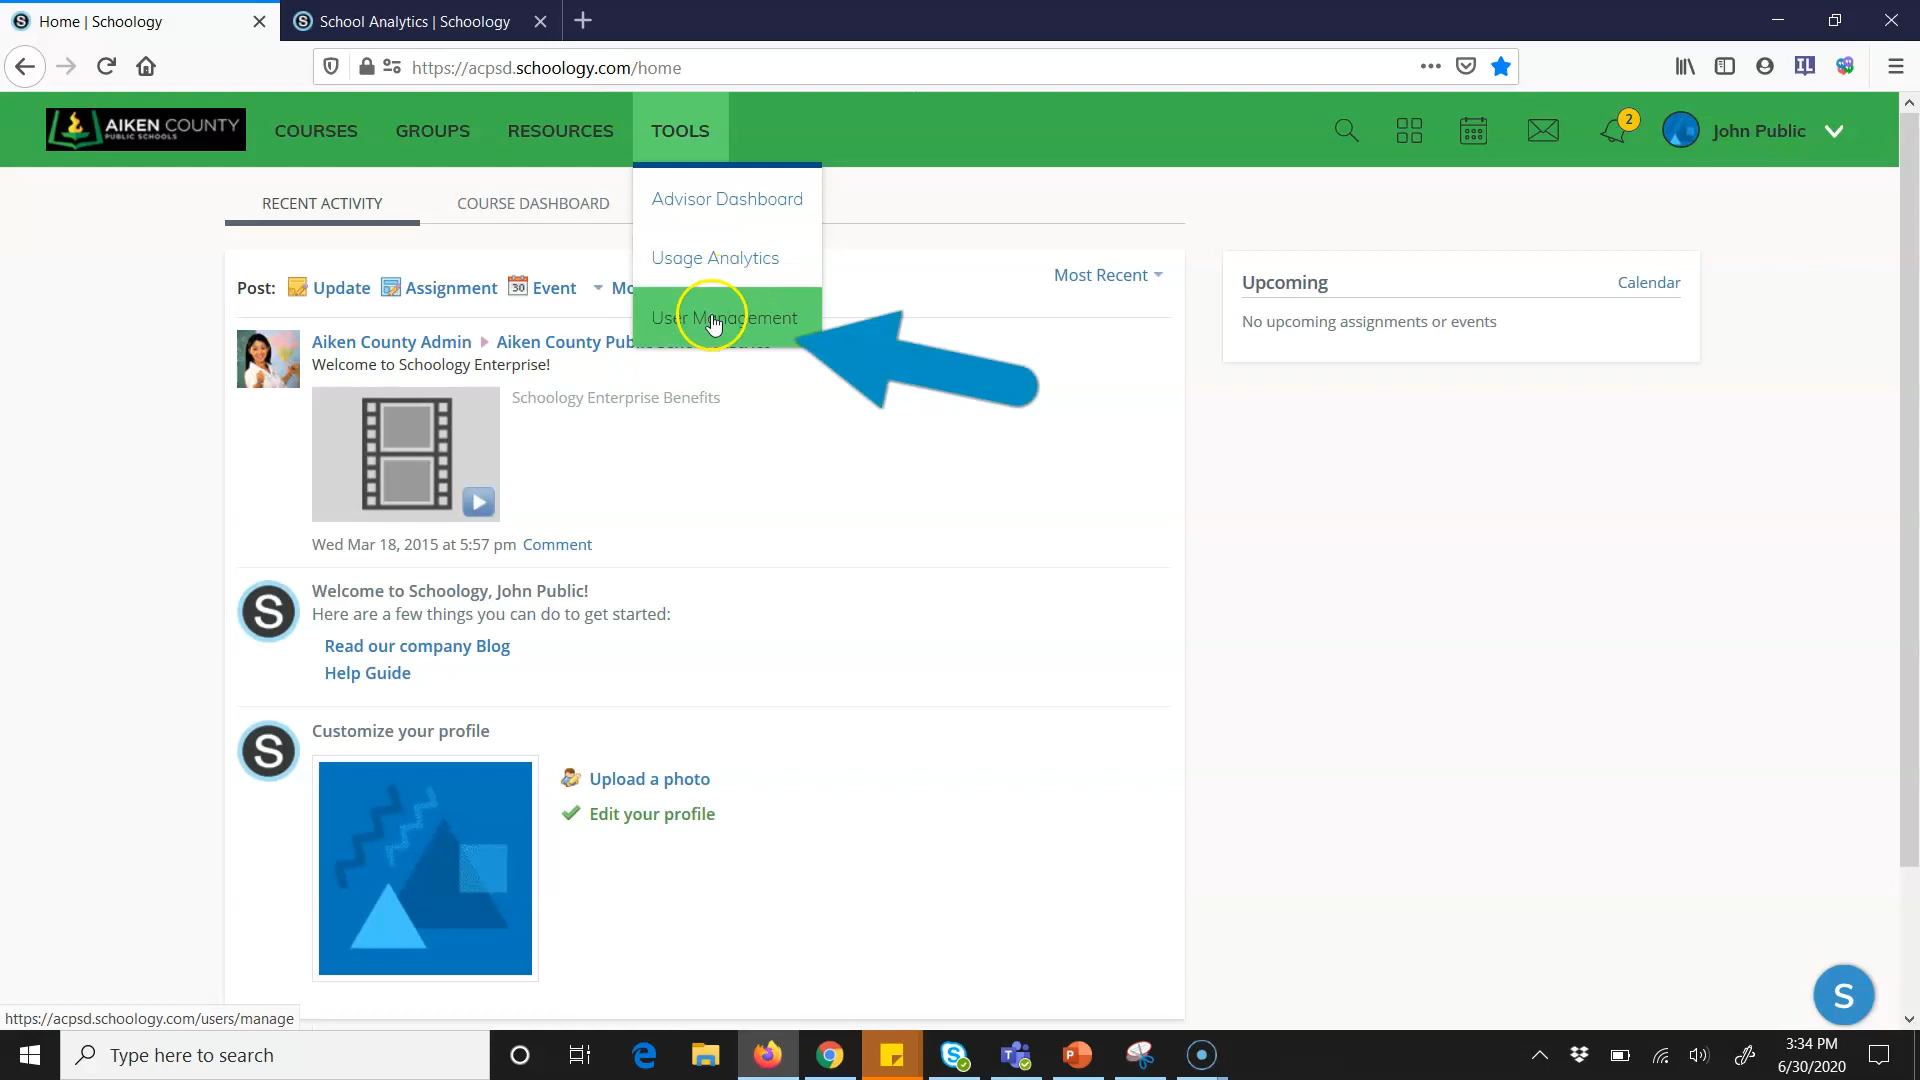 Home | Schoology
School Analytics | Schoology
https://acpsd.schoology.com/home
AIKEN COUNTY
PUBLIC SCHOOLS
COURSES
GROUPS
RESOURCES
TOOLS
2
John Public
Advisor Dashboard
Usage Analytics
User Management
RECENT ACTIVITY
COURSE DASHBOARD
Post:
Update
Assignment
30
Event
Mo
Most Recent
Upcoming
Calendar
No upcoming assignments or events
Aiken County Admin
Aiken County Pub
Welcome to Schoology Enterprise!
Schoology Enterprise Benefits
Wed Mar 18, 2015 at 5:57 pm Comment
S
Welcome to Schoology, John Public!
Here are a few things you can do to get started:
Read our company Blog
Help Guide
S
Customize your profile
Upload a photo
Edit your profile
S
https://acpsd.schoology.com/users/manage
Type here to search
3:34 PM
6/30/2020